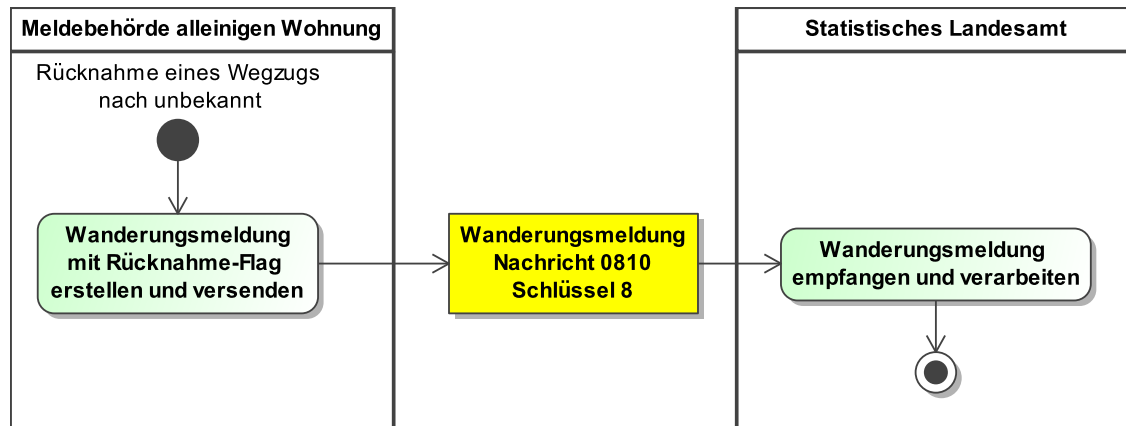 Meldebehörde alleinigen Wohnung
Statistisches Landesamt
Rücknahme eines Wegzugs
nach unbekannt
Wanderungsmeldung
mit Rücknahme-Flag
erstellen und versenden
Wanderungsmeldung
Nachricht 0810
Schlüssel 8
Wanderungsmeldung
empfangen und verarbeiten